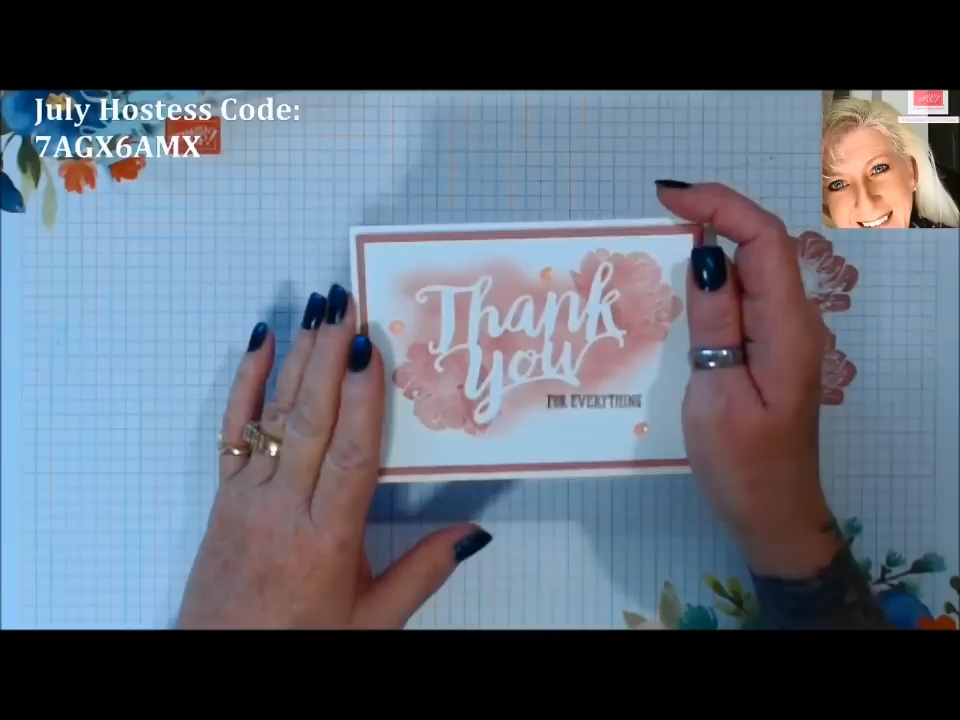 July Hostess Code:
7AGX6AMX
Thank
you
FOR EVERYTHING